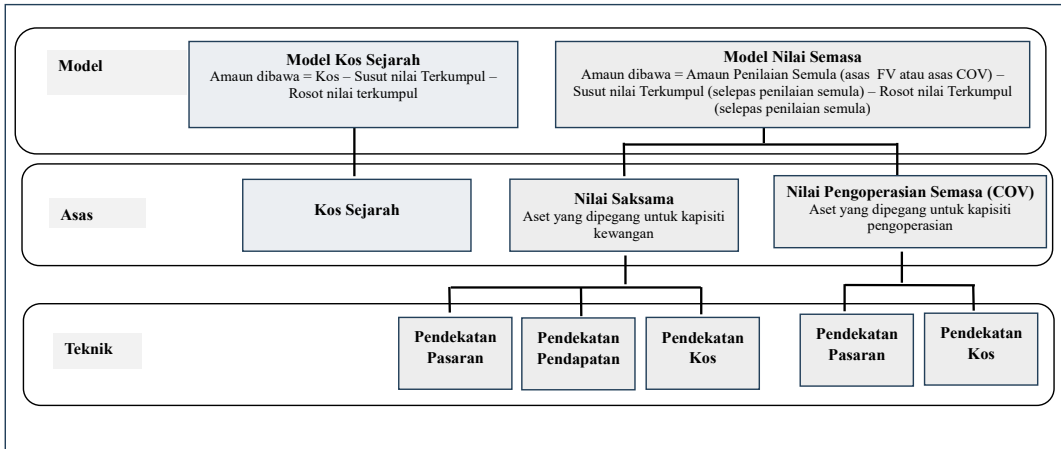 Model
Model Kos Sejarah
Amaun dibawa = Kos – Susut nilai Terkumpul –
Rosot nilai terkumpul
Model Nilai Semasa
Amaun dibawa = Amaun Penilaian Semula (asas FV atau asas COV) –
Susut nilai Terkumpul (selepas penilaian semula) – Rosot nilai Terkumpul
(selepas penilaian semula)
Asas
Kos Sejarah
Nilai Saksama
Aset yang dipegang untuk kapisiti
kewangan
Nilai Pengoperasian Semasa (COV)
Aset yang dipegang untuk kapisiti
pengoperasian
Teknik
Pendekatan
Pasaran
Pendekatan
Pendapatan
Pendekatan
Kos
Pendekatan
Pasaran
Pendekatan
Kos